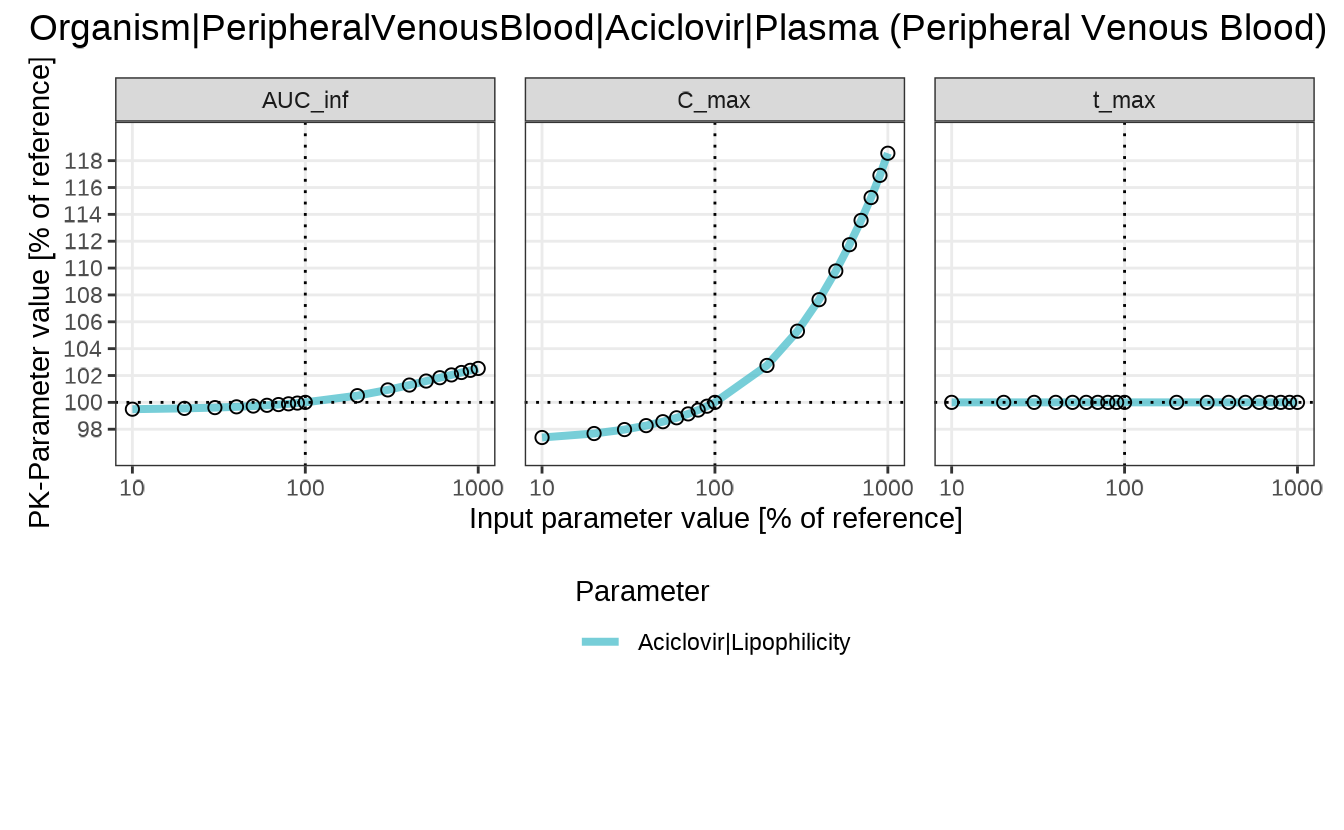 Organism|PeripheralVenousBlood|Aciclovir|Plasma (Peripheral Venous Blood)
PK-Parameter value [% of reference]
AUC_inf
C_max
t_max
118
116
114
112
110
108
106
104
102
100
98
10 100 1000
10 100 1000
10 100 1000
Input parameter value [% of reference]
Parameter
Aciclovir|Lipophilicity